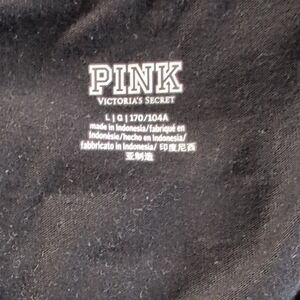 PINK
VICTORIA'S SECRET
L | G | 170/104A
made in Indonesia/fabriqué en
Indonésie/hecho en Indonesia/
fabbricato in Indonesia/ 印度尼西
亚制造